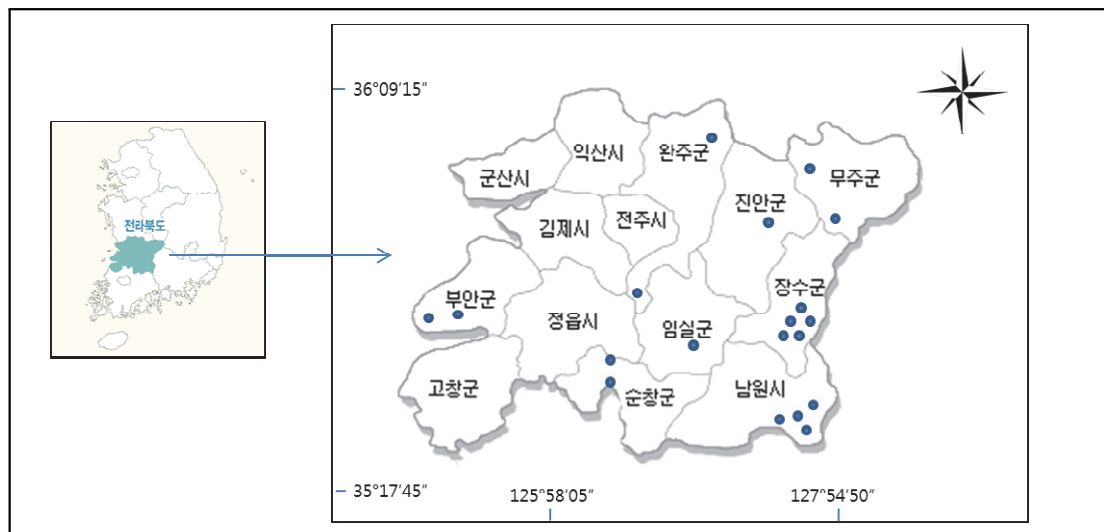 36°09′15″
완주군
익산시
군산시
무주군
진안군
전주시
김제시
전라북도
장수군
부안군
정읍시
임실군
고창군
남원시
순창군
35°17′45″
125°58′05″
127°54′50″